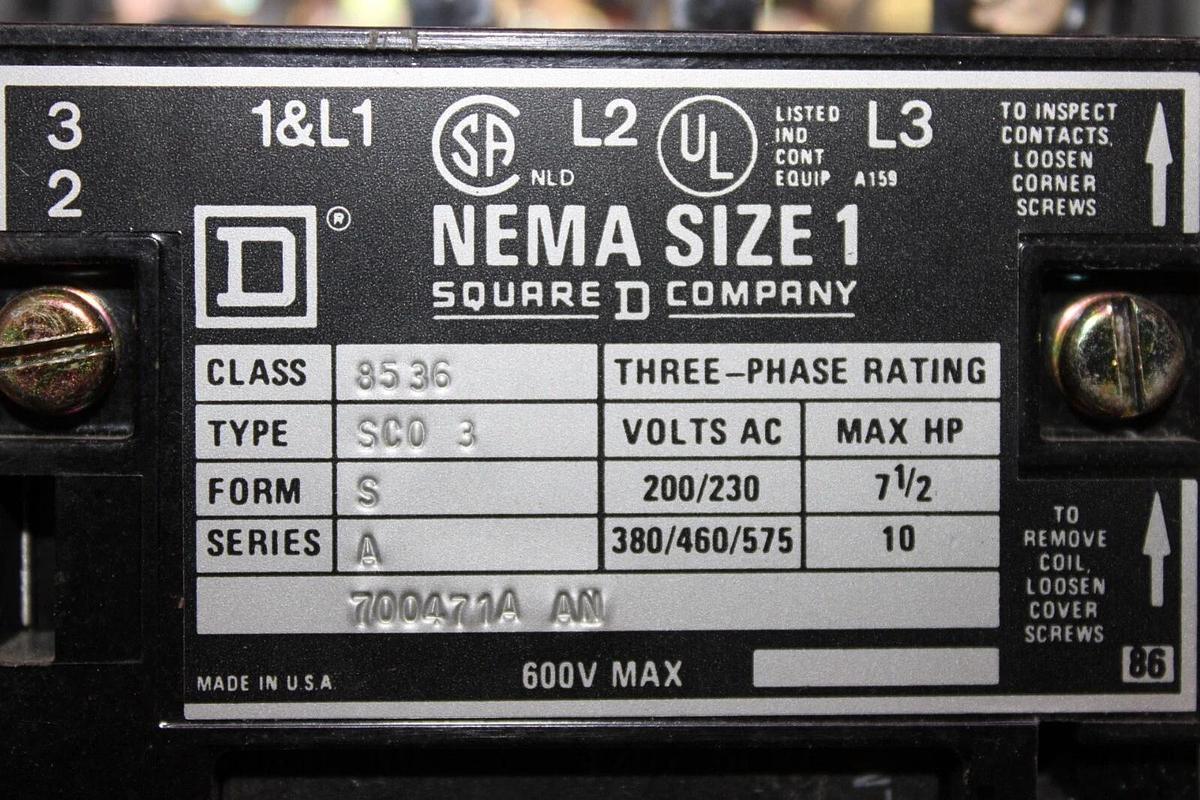 3 1&L1 L2 L3
2
SA NLD
UL LISTED
IND
CONT
EQUIP A159
TO INSPECT
CONTACTS,
LOOSEN
CORNER
SCREWS
D ®
NEMA SIZE 1
SQUARE D COMPANY
CLASS 8536 THREE-PHASE RATING
TYPE SCO 3 VOLTS AC MAX HP
FORM S 200/230 7 1/2
SERIES A 380/460/575 10
700471A AN
TO
REMOVE
COIL,
LOOSEN
COVER
SCREWS
MADE IN U.S.A. 600V MAX 86